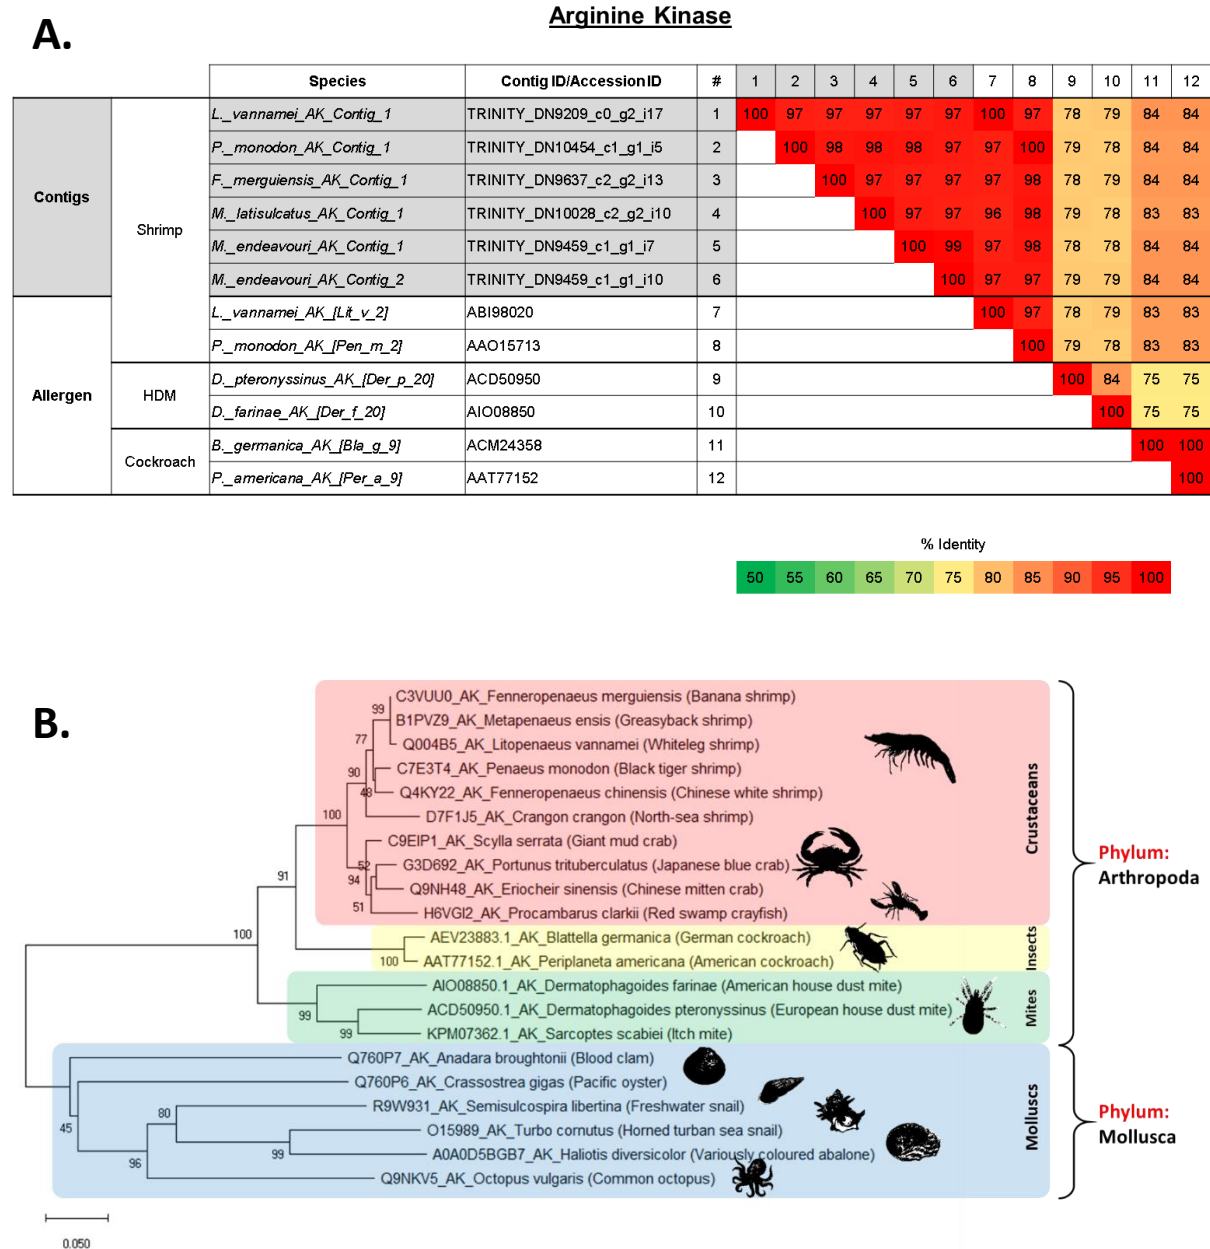 Arginine Kinase
A.
Species Contig ID/Accession ID # 1 2 3 4 5 6 7 8 9 10 11 12
Contigs
Shrimp
L._vannamei_AK_Contig_1 TRINITY_DN9209_c0_g2_i17 1 100 97 97 97 97 97 100 97 78 79 84 84
P._monodon_AK_Contig_1 TRINITY_DN10454_c1_g1_i5 2 100 98 98 98 97 97 100 79 78 84 84
F._merguiensis_AK_Contig_1 TRINITY_DN9637_c2_g2_i13 3 100 97 97 97 97 98 78 79 84 84
M._latisulcatus_AK_Contig_1 TRINITY_DN10028_c2_g2_i10 4 100 97 97 96 98 79 78 83 83
M._endeavouri_AK_Contig_1 TRINITY_DN9459_c1_g1_i7 5 100 99 97 98 78 78 84 84
M._endeavouri_AK_Contig_2 TRINITY_DN9459_c1_g1_i10 6 100 97 97 79 79 84 84
Allergen
L._vannamei_AK_[Lit_v_2] ABI98020 7 100 97 78 79 83 83
P._monodon_AK_[Pen_m_2] AAO15713 8 100 79 78 83 83
HDM
D._pteronyssinus_AK_[Der_p_20] ACD50950 9 100 84 75 75
D._farinae_AK_[Der_f_20] AIO08850 10 100 75 75
Cockroach
B._germanica_AK_[Bla_g_9] ACM24358 11 100 100
P._americana_AK_[Per_a_9] AAT77152 12 100
% Identity
50 55 60 65 70 75 80 85 90 95 100
B.
C3VUU0_AK_Fenneropenaeus merguiensis (Banana shrimp)
99
B1PVZ9_AK_Metapenaeus ensis (Greasyback shrimp)
77
Q004B5_AK_Litopenaeus vannamei (Whiteleg shrimp)
90
C7E3T4_AK_Penaeus monodon (Black tiger shrimp)
48
Q4KY22_AK_Fenneropenaeus chinensis (Chinese white shrimp)
100
D7F1J5_AK_Crangon crangon (North-sea shrimp)
C9EIP1_AK_Scylla serrata (Giant mud crab)
52
G3D692_AK_Portunus trituberculatus (Japanese blue crab)
94
Q9NH48_AK_Eriocheir sinensis (Chinese mitten crab)
51
H6VGI2_AK_Procambarus clarkii (Red swamp crayfish)
Crustaceans
91
100
AEV23883.1_AK_Blattella germanica (German cockroach)
100
AAT77152.1_AK_Periplaneta americana (American cockroach)
Insects
AIO08850.1_AK_Dermatophagoides farinae (American house dust mite)
99
ACD50950.1_AK_Dermatophagoides pteronyssinus (European house dust mite)
99
KPM07362.1_AK_Sarcoptes scabiei (Itch mite)
Mites
Phylum:
Arthropoda
Q760P7_AK_Anadara broughtonii (Blood clam)
Q760P6_AK_Crassostrea gigas (Pacific oyster)
45
80
R9W931_AK_Semisulcospira libertina (Freshwater snail)
O15989_AK_Turbo cornutus (Horned turban sea snail)
99
A0A0D5BGB7_AK_Haliotis diversicolor (Variously coloured abalone)
96
Q9NKV5_AK_Octopus vulgaris (Common octopus)
Molluscs
Phylum:
Mollusca
0.050